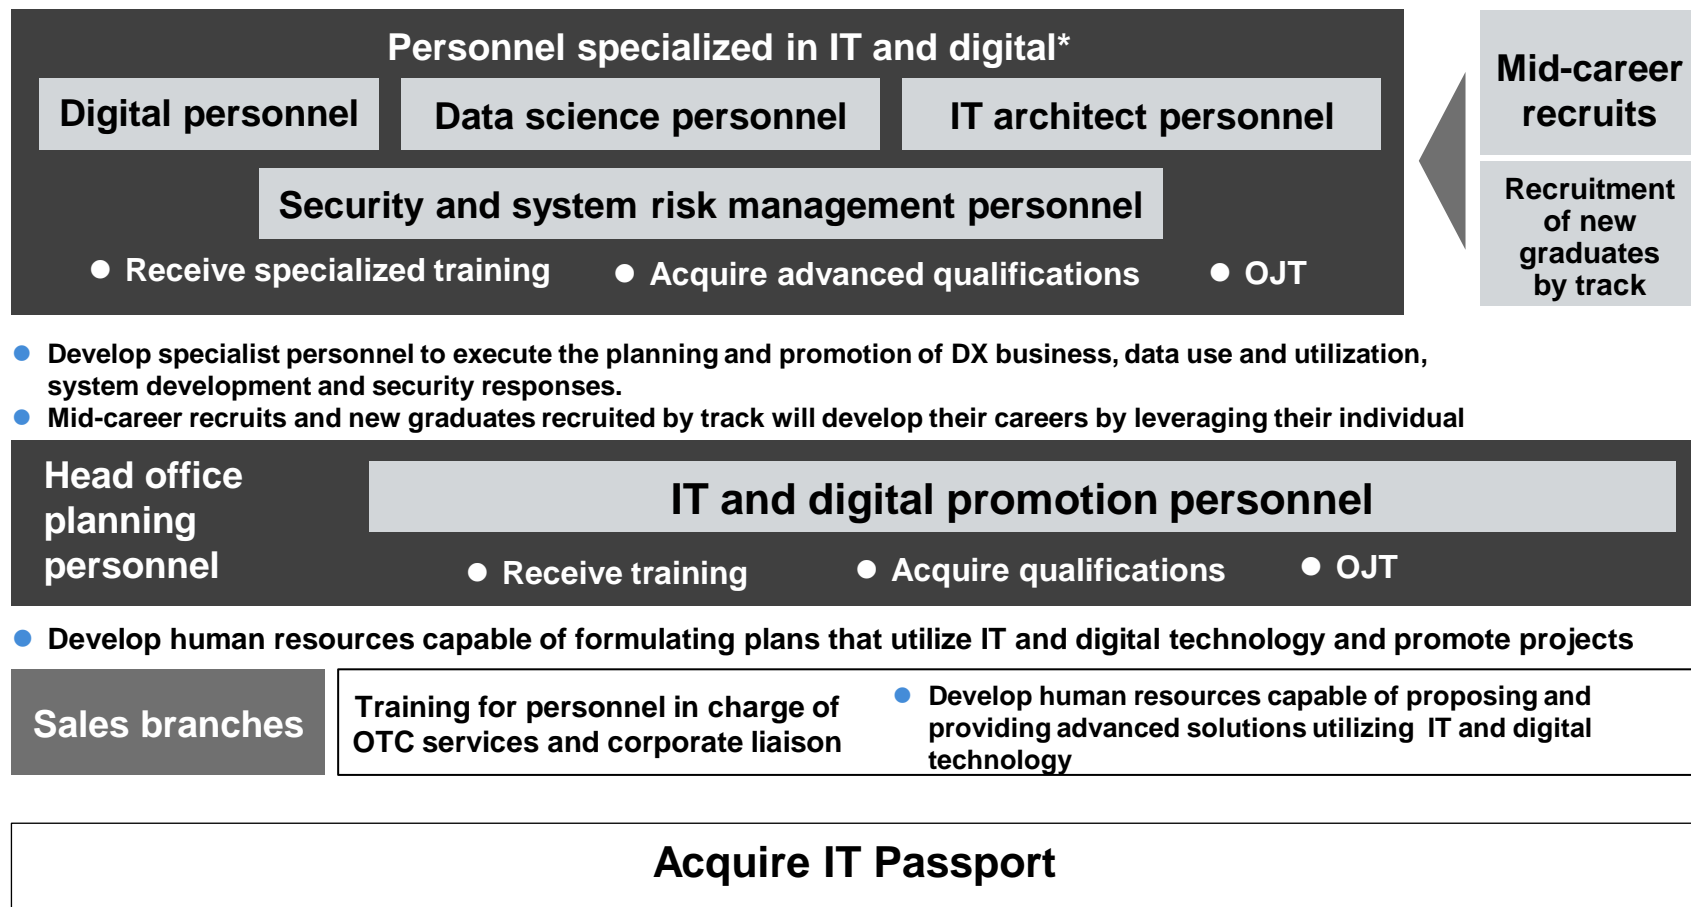 Personnel specialized in IT and digital*
Digital personnel
Data science personnel
IT architect personnel
Security and system risk management personnel
● Receive specialized training
● Acquire advanced qualifications
● OJT
Mid-career
recruits
Recruitment
of new
graduates
by track
● Develop specialist personnel to execute the planning and promotion of DX business, data use and utilization,
system development and security responses.
● Mid-career recruits and new graduates recruited by track will develop their careers by leveraging their individual
Head office
planning
personnel
IT and digital promotion personnel
● Receive training
● Acquire qualifications
● OJT
● Develop human resources capable of formulating plans that utilize IT and digital technology and promote projects
Sales branches
Training for personnel in charge of
OTC services and corporate liaison
● Develop human resources capable of proposing and
providing advanced solutions utilizing IT and digital
technology
Acquire IT Passport